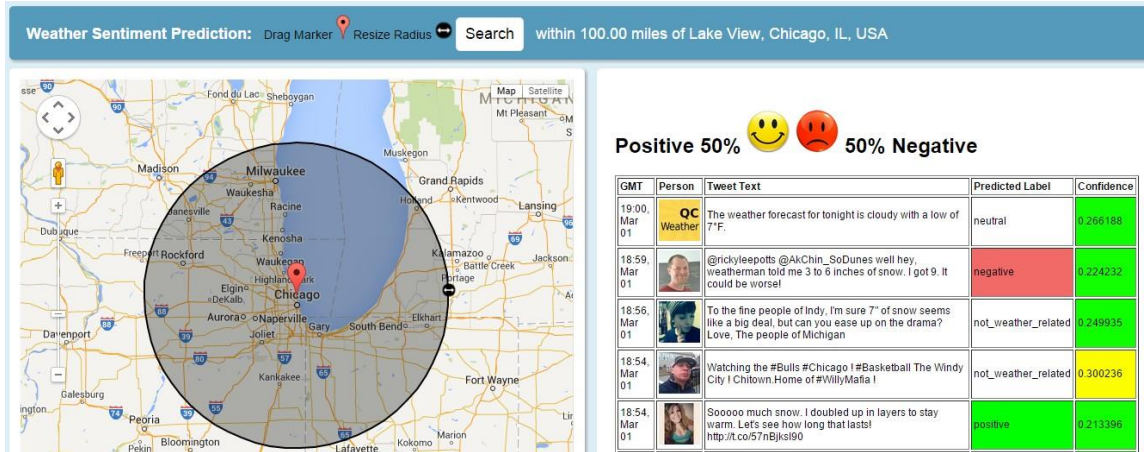 Weather Sentiment Prediction: Drag Marker Resize Radius Search within 100.00 miles of Lake View, Chicago, IL, USA
Map Satellite
Fond du Lac Sheboygan
MICHIGAN
Mt Pleasant
Muskegon
Madison
Milwaukee
Grand Rapids
Waukesha
Holland Kentwood
Lansing
Janesville
Racine
Dubuque
Kenosha
Freeport Rockford
Kalamazoo
Battle Creek
Jackson
Waukegan
Highland Park
Portage
Elgin
DeKalb
Chicago
Aurora Naperville
Elkhart
Davenport
Joliet
Gary
South Bend
Kankakee
Fort Wayne
Galesburg
Peoria
Pekin
Bloomington
Lafayette
Kokomo
Marion
Positive 50% 50% Negative
GMT Person Tweet Text Predicted Label Confidence
19:00, Mar 01 QC Weather The weather forecast for tonight is cloudy with a low of
7°F. neutral 0.266188
18:59, Mar 01 @rickyleepotts @AkChin_SoDunes well hey,
weatherman told me 3 to 6 inches of snow. I got 9. It
could be worse! negative 0.224232
18:56, Mar 01 To the fine people of Indy, I'm sure 7" of snow seems
like a big deal, but can you ease up on the drama?
Love, The people of Michigan not_weather_related 0.249935
18:54, Mar 01 Watching the #Bulls #Chicago ! #Basketball The Windy
City ! Chitown.Home of #WillyMafia ! not_weather_related 0.300236
18:54, Mar 01 Sooooo much snow. I doubled up in layers to stay
warm. Let's see how long that lasts!
http://t.co/57nBjksl90 positive 0.213396